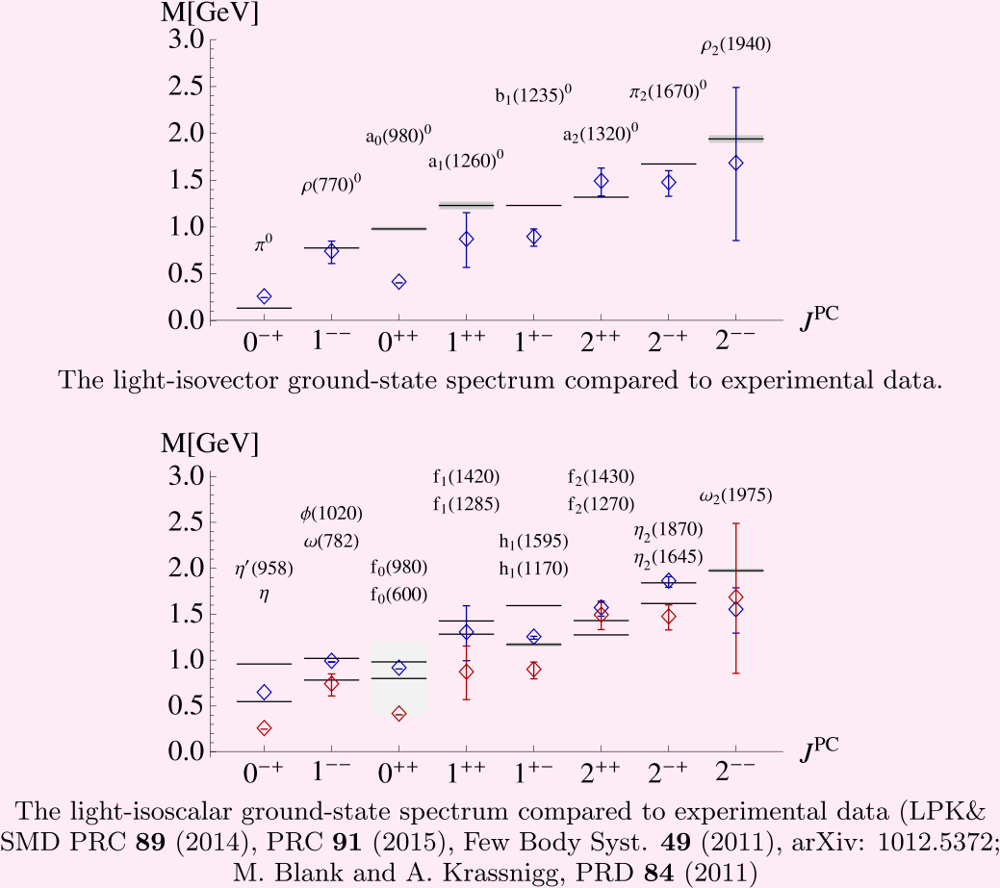 M[GeV]
3.0
ρ₂(1940)
2.5
b₁(1235)⁰ π₂(1670)⁰
2.0
a₀(980)⁰ a₂(1320)⁰
a₁(1260)⁰
1.5
ρ(770)⁰
1.0
π⁰
0.5
0.0
0⁻⁺ 1⁻⁻ 0⁺⁺ 1⁺⁺ 1⁺⁻ 2⁺⁺ 2⁻⁺ 2⁻⁻ J^PC
The light-isovector ground-state spectrum compared to experimental data.
M[GeV]
3.0 f₁(1420) f₂(1430)
f₁(1285) f₂(1270) ω₂(1975)
2.5
ϕ(1020) η₂(1870)
ω(782) h₁(1595) η₂(1645)
2.0 η′(958) f₀(980) h₁(1170)
η f₀(600)
1.5
1.0
0.5
0.0
0⁻⁺ 1⁻⁻ 0⁺⁺ 1⁺⁺ 1⁺⁻ 2⁺⁺ 2⁻⁺ 2⁻⁻ J^PC
The light-isoscalar ground-state spectrum compared to experimental data (LPK&
SMD PRC 89 (2014), PRC 91 (2015), Few Body Syst. 49 (2011), arXiv: 1012.5372;
M. Blank and A. Krassnigg, PRD 84 (2011)